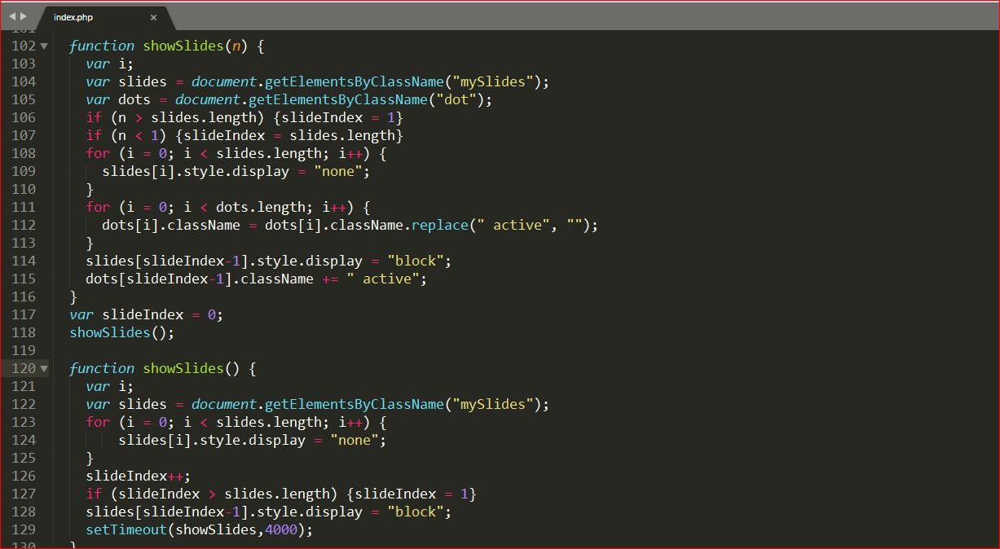 index.php ×
101
102 function showSlides(n) {
103 var i;
104 var slides = document.getElementsByClassName("mySlides");
105 var dots = document.getElementsByClassName("dot");
106 if (n > slides.length) {slideIndex = 1}
107 if (n < 1) {slideIndex = slides.length}
108 for (i = 0; i < slides.length; i++) {
109 slides[i].style.display = "none";
110 }
111 for (i = 0; i < dots.length; i++) {
112 dots[i].className = dots[i].className.replace(" active", "");
113 }
114 slides[slideIndex-1].style.display = "block";
115 dots[slideIndex-1].className += " active";
116 }
117 var slideIndex = 0;
118 showSlides();
119
120 function showSlides() {
121 var i;
122 var slides = document.getElementsByClassName("mySlides");
123 for (i = 0; i < slides.length; i++) {
124 slides[i].style.display = "none";
125 }
126 slideIndex++;
127 if (slideIndex > slides.length) {slideIndex = 1}
128 slides[slideIndex-1].style.display = "block";
129 setTimeout(showSlides,4000);
130 }